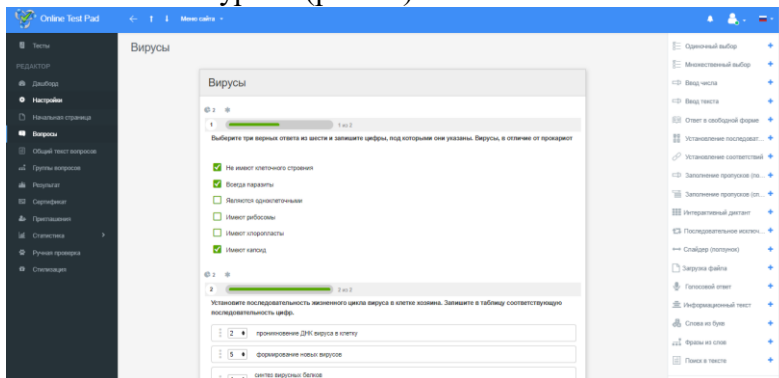 Online Test Pad
Меню сайта
Тесты
РЕДАКТОР
Дашборд
Настройки
Начальная страница
Вопросы
Общий текст вопросов
Группы вопросов
Результат
Сертификат
Приглашения
Статистика
Ручная проверка
Стилизация
Вирусы
Вирусы
2
1
1 из 2
Выберите три верных ответа из шести и запишите цифры, под которыми они указаны. Вирусы, в отличие от прокариот
Не имеют клеточного строения
Всегда паразиты
Являются одноклеточными
Имеют рибосомы
Имеют хлоропласты
Имеют капсид
2
2
2 из 2
Установите последовательность жизненного цикла вируса в клетке хозяина. Запишите в таблицу соответствующую
последовательность цифр.
2 проникновение ДНК вируса в клетку
5 формирование новых вирусов
синтез вирусных белков
Одиночный выбор
Множественный выбор
Ввод числа
Ввод текста
Ответ в свободной форме
Установление последоват...
Установление соответствий
Заполнение пропусков (по...
Заполнение пропусков (сп...
Интерактивный диктант
Последовательное исключ...
Слайдер (ползунок)
Загрузка файла
Голосовой ответ
Информационный текст
Слова из букв
Фразы из слов
Поиск в тексте